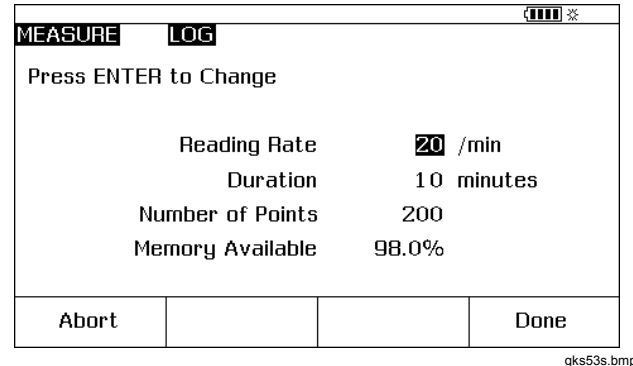 MEASURE LOG
Press ENTER to Change
Reading Rate 20 /min
Duration 10 minutes
Number of Points 200
Memory Available 98.0%
Abort Done
gks53s.bmp